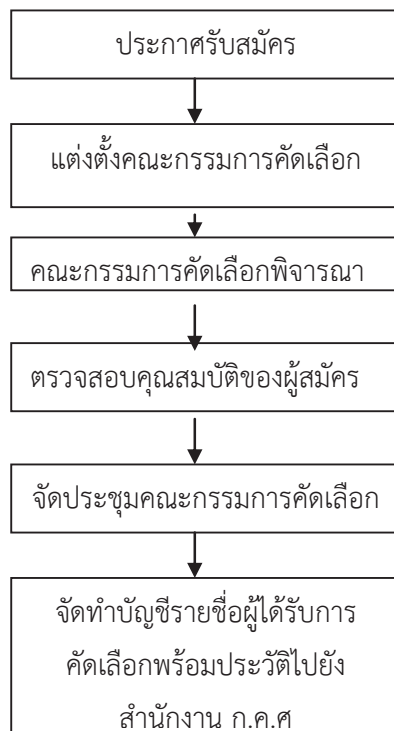 ประกาศรับสมัคร
แต่งตั้งคณะกรรมการคัดเลือก
คณะกรรมการคัดเลือกพิจารณา
ตรวจสอบคุณสมบัติของผู้สมัคร
จัดประชุมคณะกรรมการคัดเลือก
จัดทำบัญชีรายชื่อผู้ได้รับการ
คัดเลือกพร้อมประวัติไปยัง
สำนักงาน ก.ค.ศ